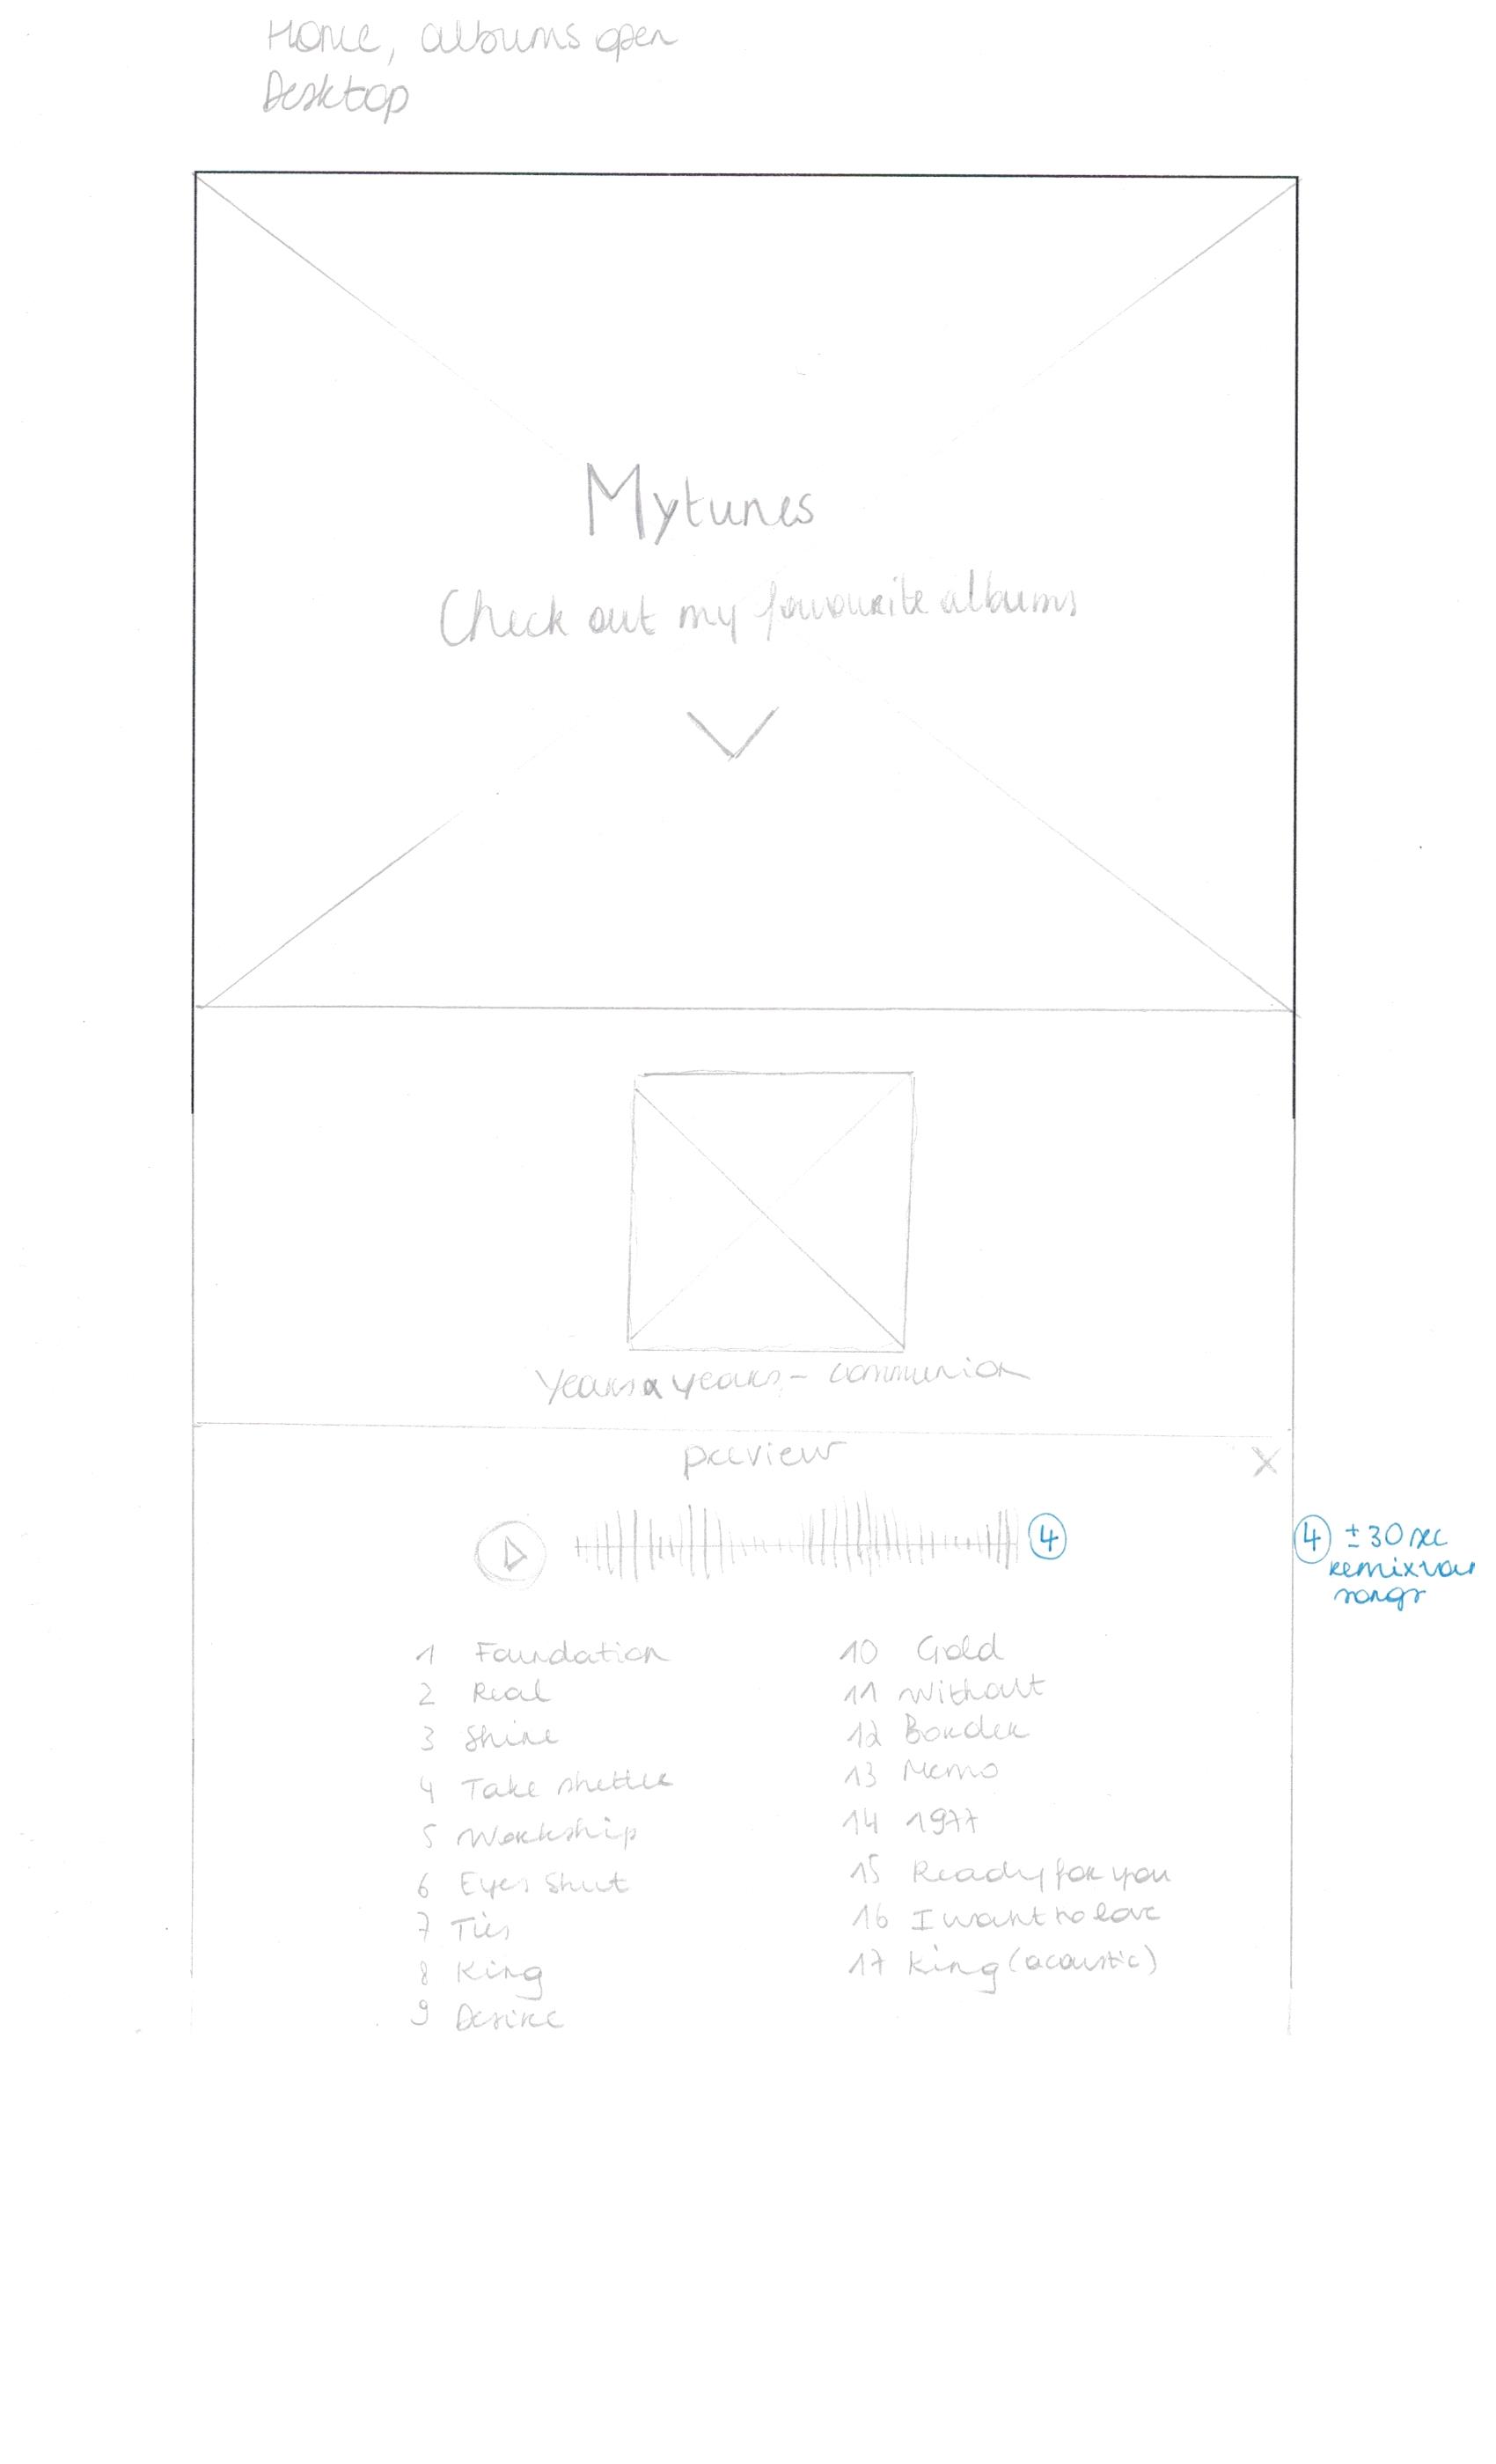 Home, albums open
Desktop
Mytunes
Check out my favourite albums
Years & years - communion
preview
X
4
4 ±30 sec
remix van
songs
1 Foundation
2 Real
3 Shine
4 Take shelter
5 Workship
6 Eyes Shut
7 Ties
8 King
9 Desire
10 Gold
11 Without
12 Border
13 Memo
14 1977
15 Ready for you
16 I want to love
17 King (acoustic)